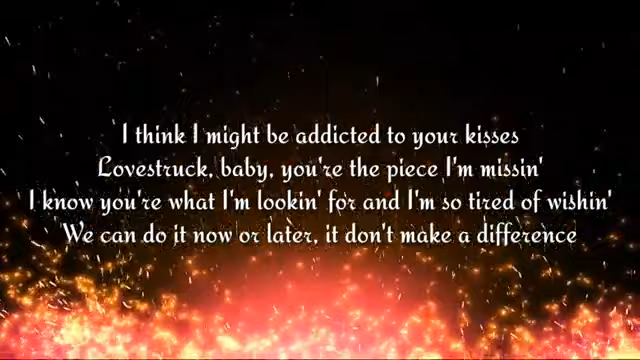 I think I might be addicted to your kisses
Lovestruck, baby, you're the piece I'm missin'
I know you're what I'm lookin' for and I'm so tired of wishin'
We can do it now or later, it don't make a difference